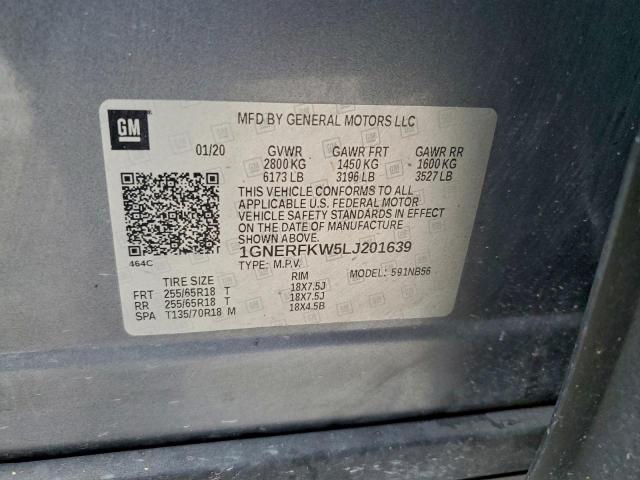 GM
MFD BY GENERAL MOTORS LLC
01/20 GVWR GAWR FRT GAWR RR
2800 KG 1450 KG 1600 KG
6173 LB 3196 LB 3527 LB
THIS VEHICLE CONFORMS TO ALL
APPLICABLE U.S. FEDERAL MOTOR
VEHICLE SAFETY STANDARDS IN EFFECT
ON THE DATE OF MANUFACTURE
SHOWN ABOVE.
1GNERFKW5LJ201639
464C
TYPE: M.P.V. MODEL: 591NB56
TIRE SIZE RIM
FRT 255/65R18 T 18X7.5J
RR 255/65R18 T 18X7.5J
SPA T135/70R18 M 18X4.5B